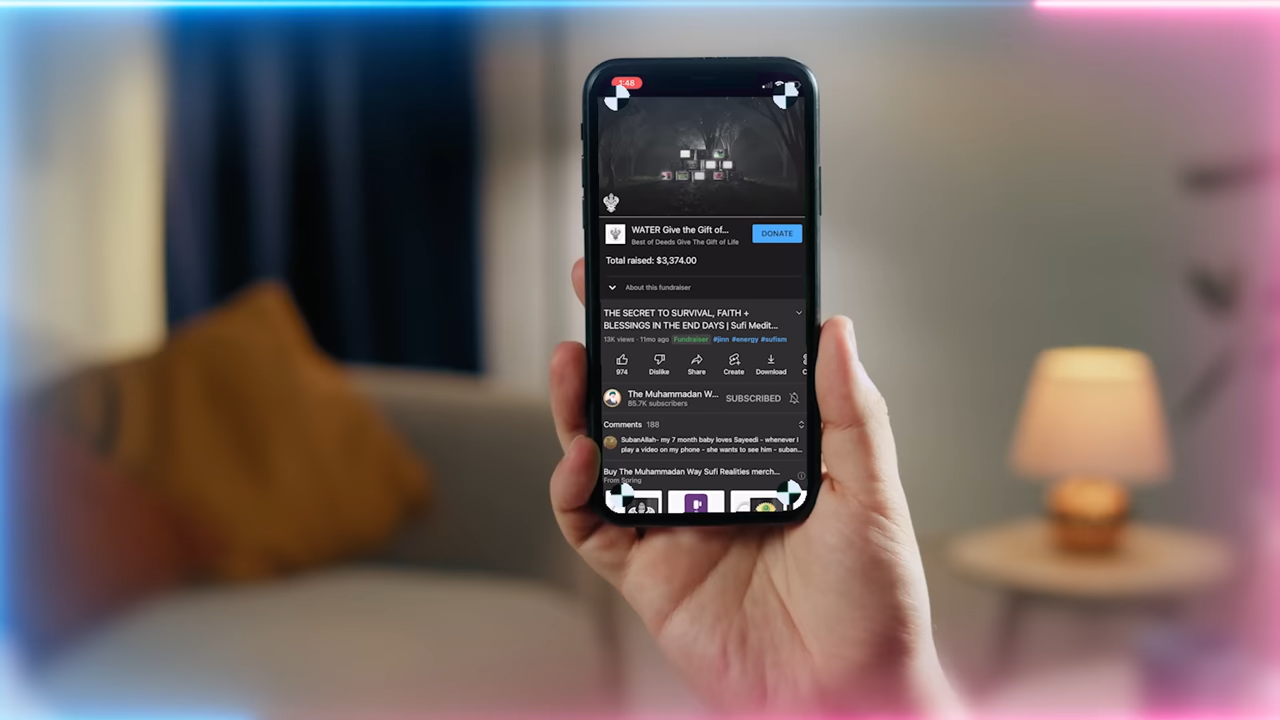 1:48
WATER Give the Gift of...
Best of Deeds Give The Gift of Life
DONATE
Total raised: $3,374.00
About this fundraiser
THE SECRET TO SURVIVAL, FAITH +
BLESSINGS IN THE END DAYS | Sufi Medit...
13K views · 11mo ago Fundraiser #jinn #energy #sufism
974 Dislike Share Create Download
The Muhammadan W... SUBSCRIBED
85.7K subscribers
Comments 188
SubanAllah- my 7 month baby loves Sayeedi - whenever I
play a video on my phone - she wants to see him - suban...
Buy The Muhammadan Way Sufi Realities merch...
From Spring